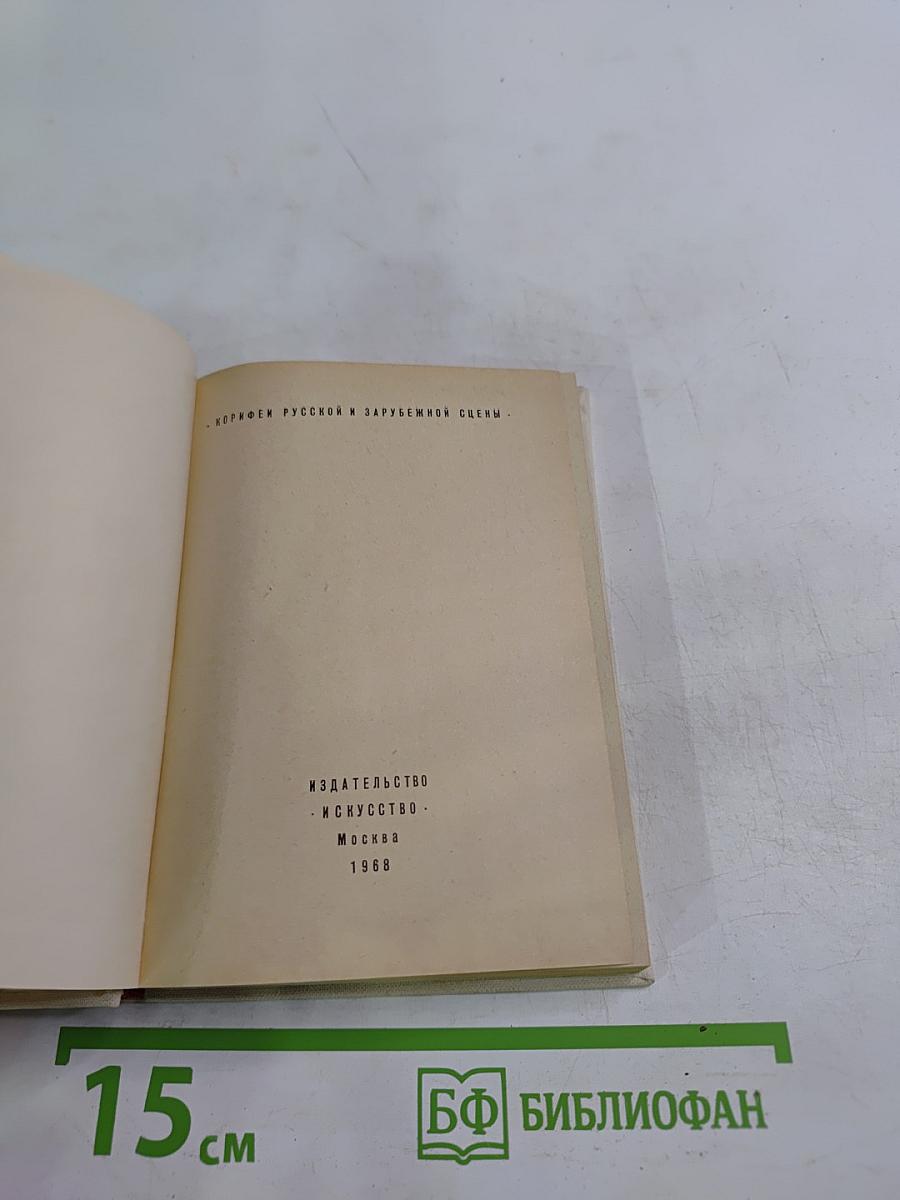 · КОРИФЕИ РУССКОЙ И ЗАРУБЕЖНОЙ СЦЕНЫ ·
ИЗДАТЕЛЬСТВО
· ИСКУССТВО ·
Москва
1968
15 см
БФ БИБЛИОФАН